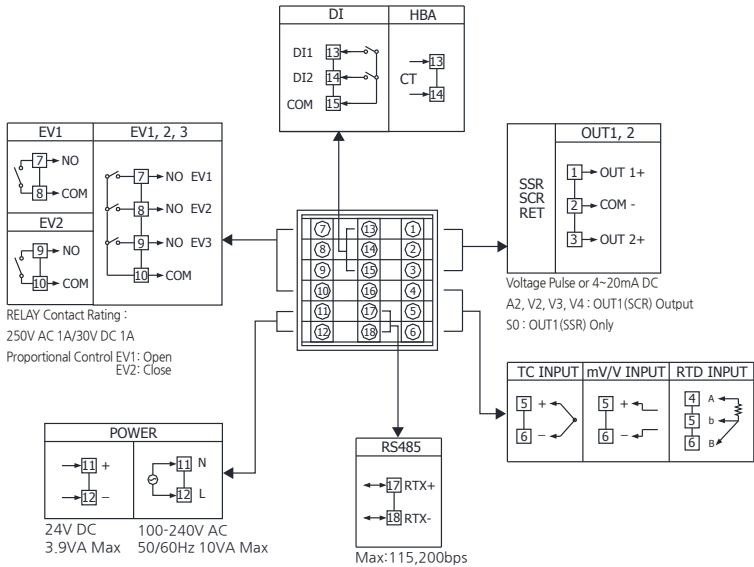 DI HBA
DI1 13
DI2 14
COM 15
13
CT
14
EV1
7 NO
8 COM
EV2
9 NO
10 COM
EV1, 2, 3
7 NO EV1
8 NO EV2
9 NO EV3
10 COM
RELAY Contact Rating :
250V AC 1A/30V DC 1A
Proportional Control EV1: Open
EV2: Close
7 13 1
8 14 2
9 15 3
10 16 4
11 17 5
12 18 6
OUT1, 2
SSR
SCR
RET
1 OUT 1+
2 COM -
3 OUT 2+
Voltage Pulse or 4~20mA DC
A2, V2, V3, V4 : OUT1(SCR) Output
S0 : OUT1(SSR) Only
TC INPUT mV/V INPUT RTD INPUT
5 +
6 −
5 +
6 −
4 A
5 b
6 B
POWER
11 +
12 −
11 N
12 L
24V DC
3.9VA Max
100-240V AC
50/60Hz 10VA Max
RS485
17 RTX+
18 RTX-
Max:115,200bps